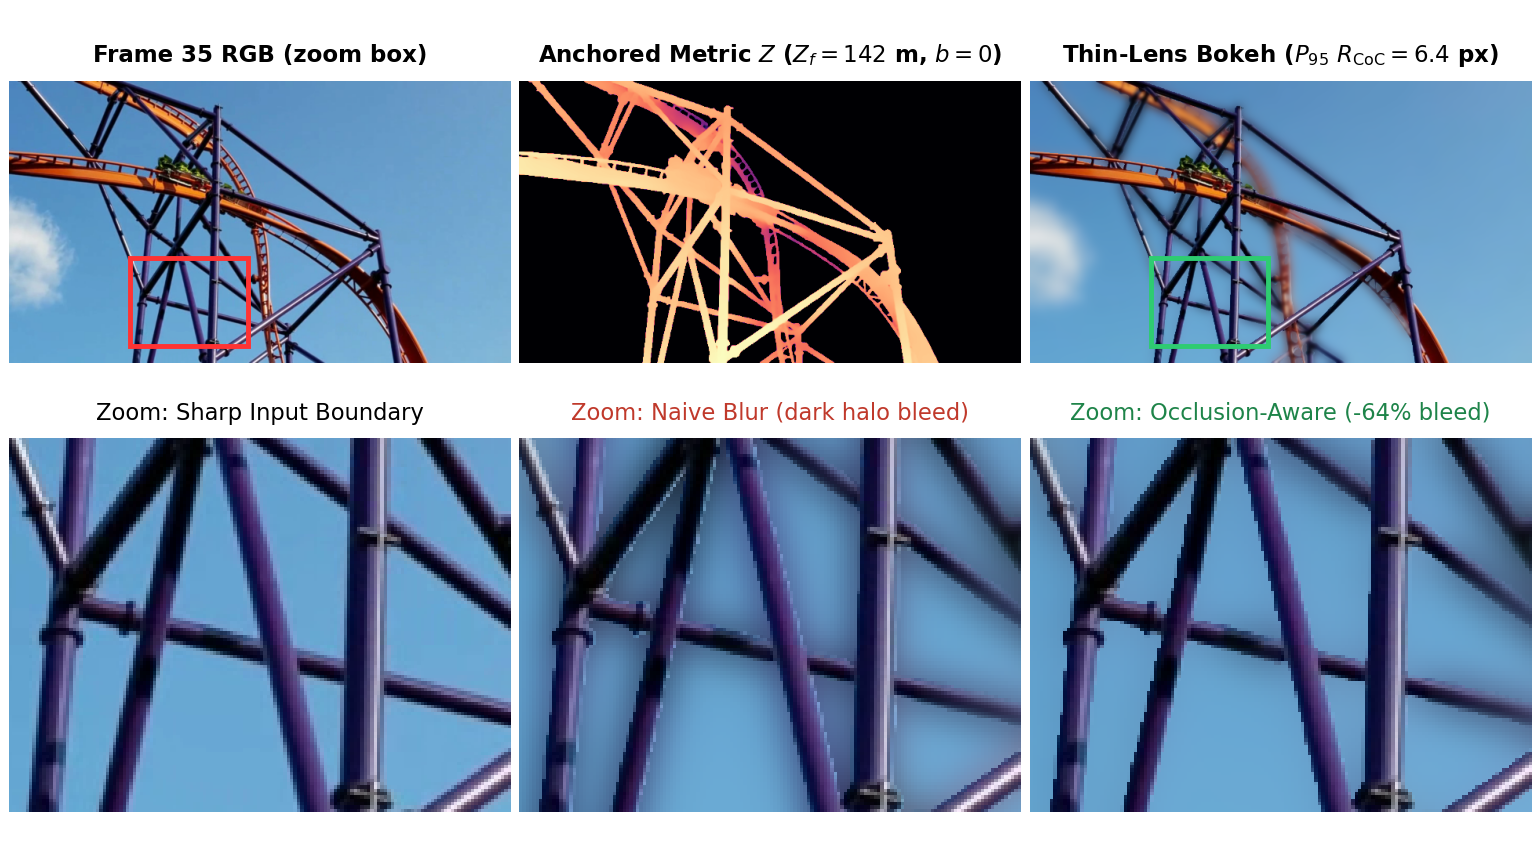 Frame 35 RGB (zoom box)
Anchored Metric Z (Z_f = 142 m, b = 0)
Thin-Lens Bokeh (P_95 R_CoC = 6.4 px)
Zoom: Sharp Input Boundary
Zoom: Naive Blur (dark halo bleed)
Zoom: Occlusion-Aware (-64% bleed)